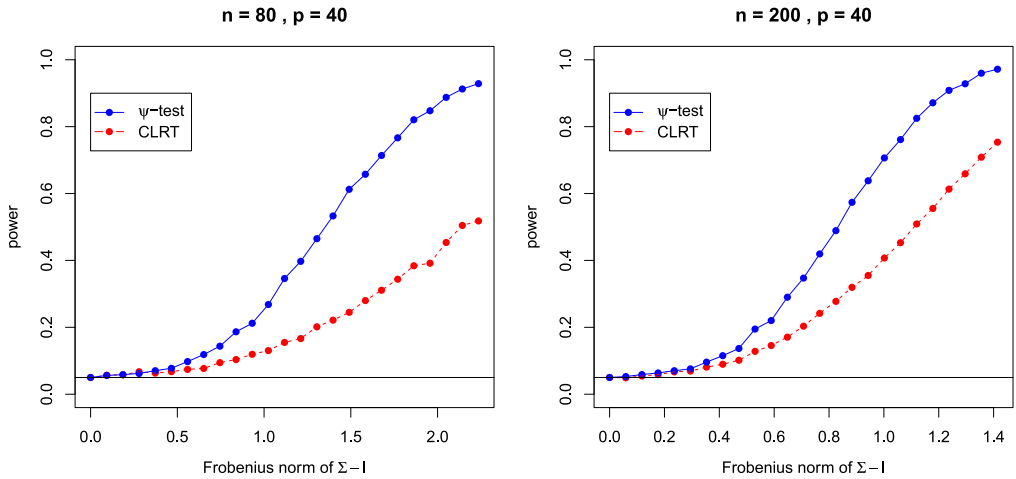 n = 80 , p = 40
1.0
0.8
0.6
0.4
0.2
0.0
power
ψ−test
CLRT
0.0 0.5 1.0 1.5 2.0
Frobenius norm of Σ−I
n = 200 , p = 40
1.0
0.8
0.6
0.4
0.2
0.0
power
ψ−test
CLRT
0.0 0.2 0.4 0.6 0.8 1.0 1.2 1.4
Frobenius norm of Σ−I